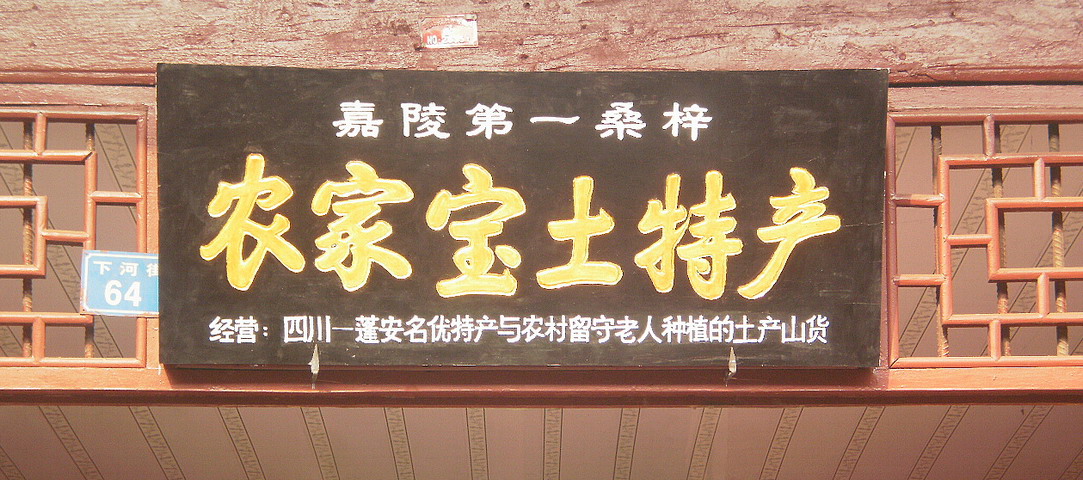 嘉陵第一桑梓
农家宝土特产
经营：四川一蓬安名优特产与农村留守老人种植的土产山货
下河街
64
NO.